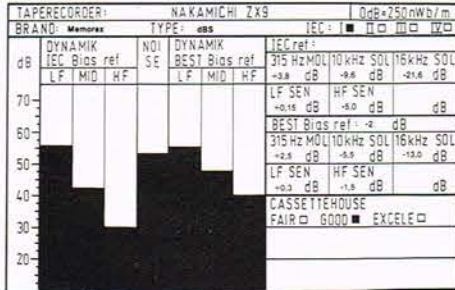 TAPERECORDER: NAKAMICHI ZX9 0dB=250nWb/m
BRAND: Memorex TYPE: dBS IEC: I ■ II □ III □ IV □
dB
DYNAMIK
IEC Bias ref
LF MID HF
NOI
SE
DYNAMIK
BEST Bias ref
LF MID HF
70
60
50
40
30
20
IEC ref:
315 Hz MOL 10 kHz SOL 16kHz SOL
+3,8 dB -9,6 dB -21,6 dB
LF SEN HF SEN
+0,15 dB -5,0 dB
BEST Bias ref: -2 dB
315 Hz MOL 10kHz SOL 16kHz SOL
+2,5 dB -5,5 dB -13,0 dB
LF SEN HF SEN
+0,3 dB -1,5 dB dB
CASSETTEHOUSE
FAIR □ GOOD ■ EXCELE □